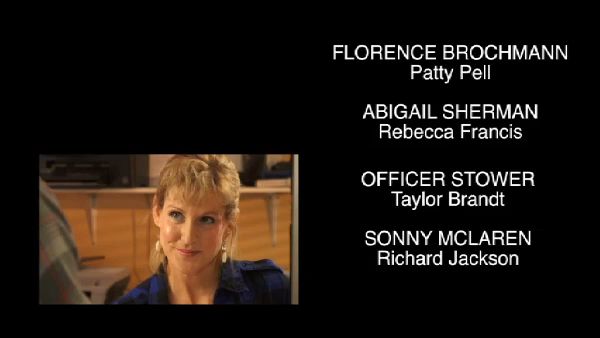 FLORENCE BROCHMANN
Patty Pell
ABIGAIL SHERMAN
Rebecca Francis
OFFICER STOWER
Taylor Brandt
SONNY MCLAREN
Richard Jackson